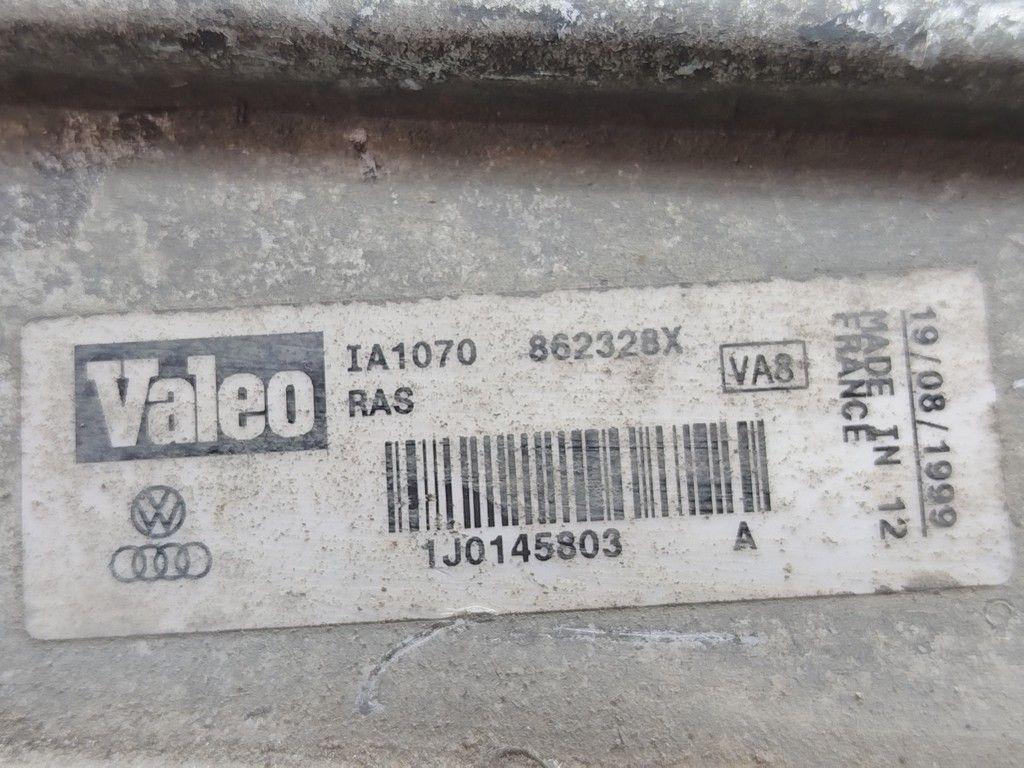 Valeo
IA1070 862328X
RAS
VA8
1J0145803 A
MADE IN 12
FRANCE
19/08/1999